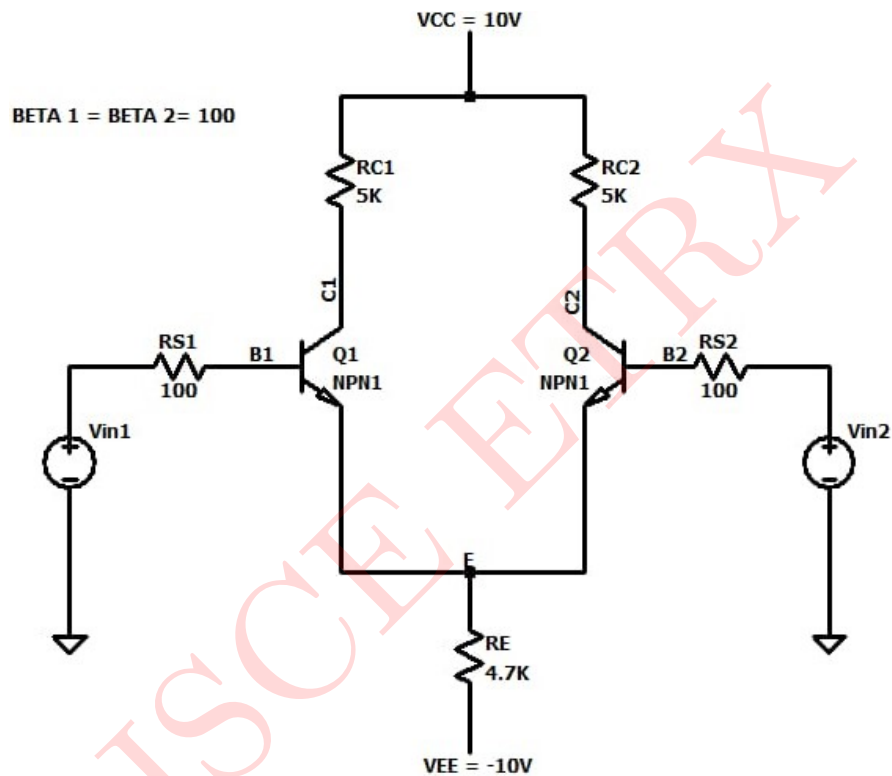 VCC = 10V
BETA 1 = BETA 2= 100
RC1
5K
RC2
5K
C1
C2
RS1
100
B1
Q1
NPN1
Q2
NPN1
B2
RS2
100
Vin1
Vin2
E
RE
4.7K
VEE = -10V
JSCE ETRX